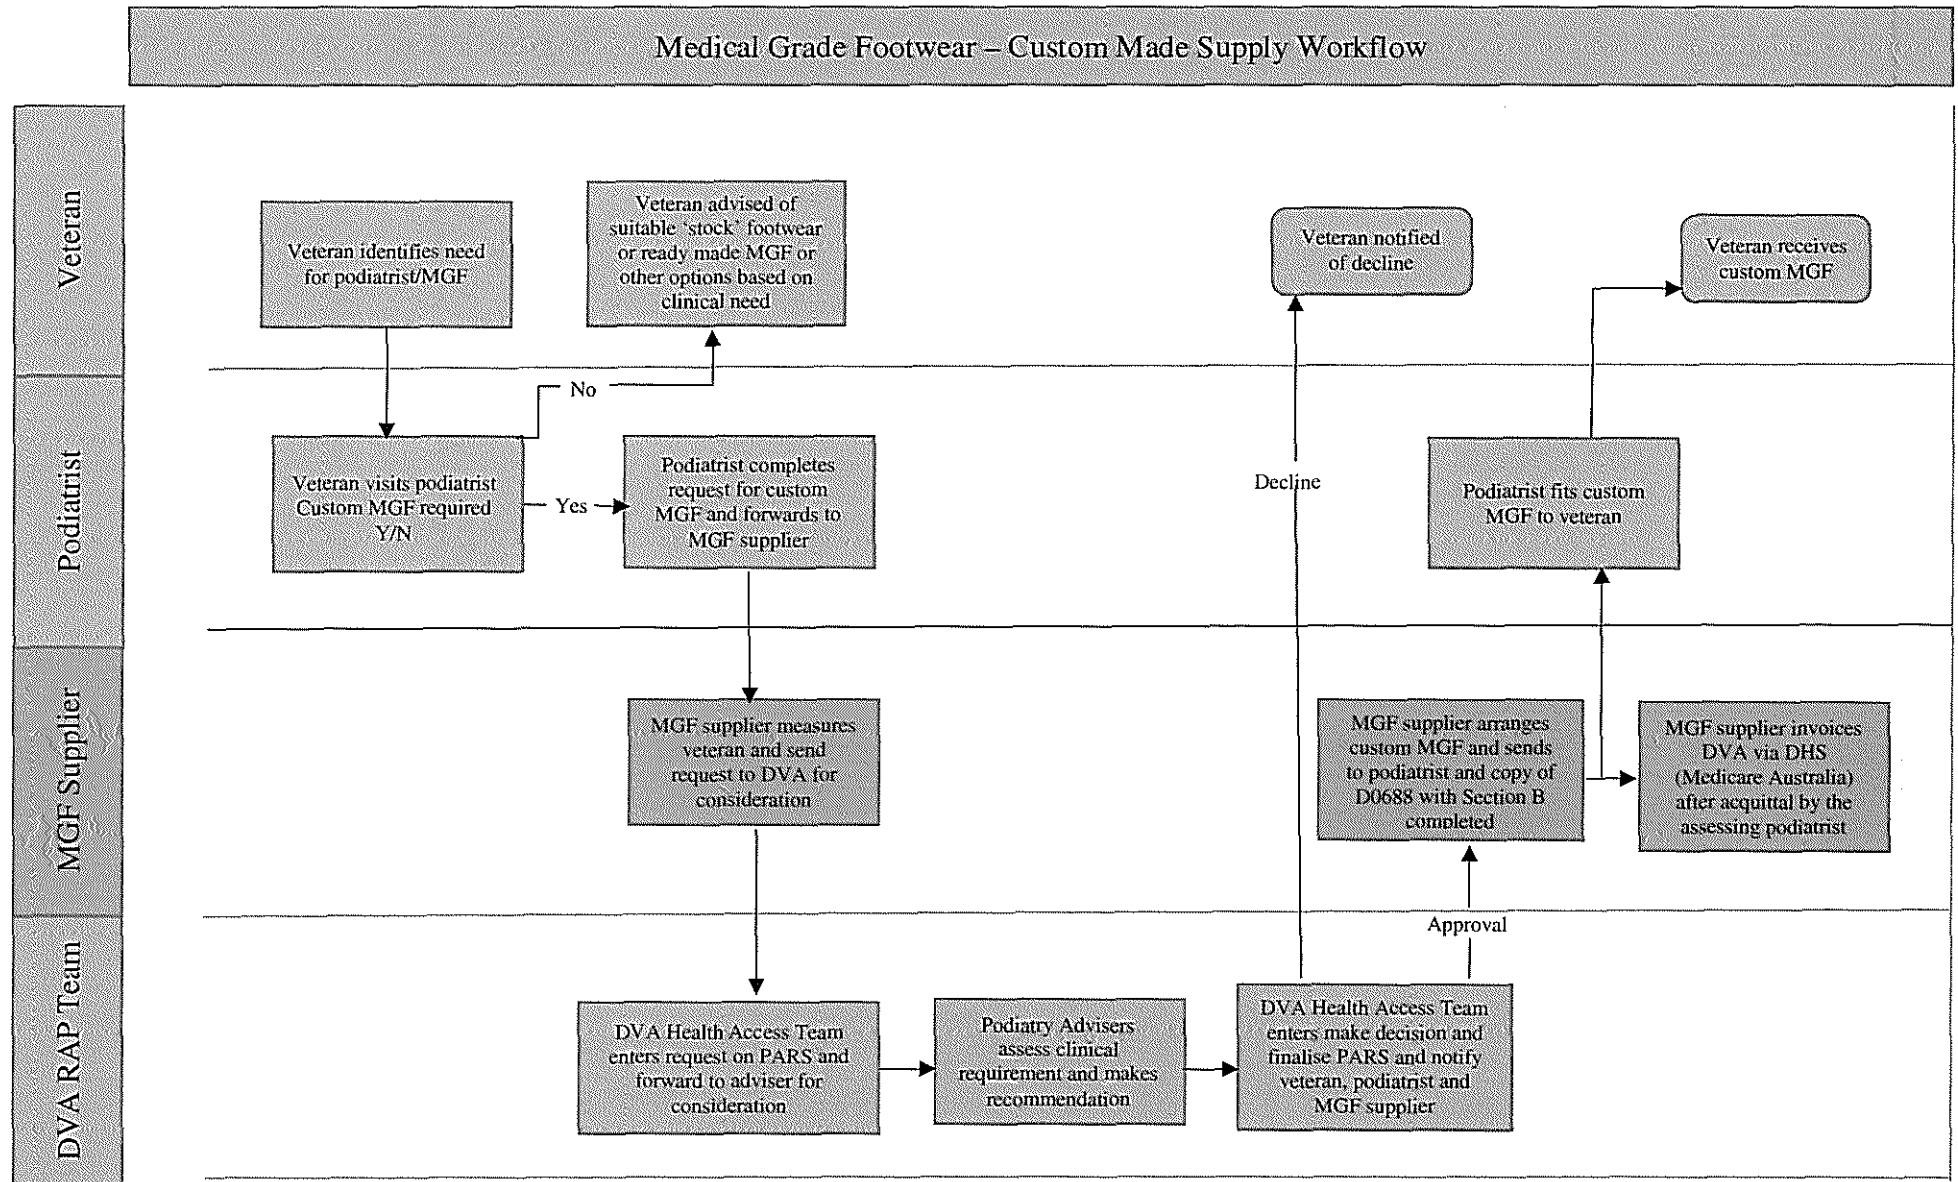 Medical Grade Footwear – Custom Made Supply Workflow
Veteran
Veteran identifies need
for podiatrist/MGF
Veteran advised of
suitable ‘stock’ footwear
or ready made MGF or
other options based on
clinical need
Veteran notified
of decline
Veteran receives
custom MGF
Podiatrist
No
Veteran visits podiatrist
Custom MGF required
Y/N
Yes
Podiatrist completes
request for custom
MGF and forwards to
MGF supplier
Decline
Podiatrist fits custom
MGF to veteran
MGF Supplier
MGF supplier measures
veteran and send
request to DVA for
consideration
MGF supplier arranges
custom MGF and sends
to podiatrist and copy of
D0688 with Section B
completed
MGF supplier invoices
DVA via DHS
(Medicare Australia)
after acquittal by the
assessing podiatrist
DVA RAP Team
Approval
DVA Health Access Team
enters request on PARS and
forward to adviser for
consideration
Podiatry Advisers
assess clinical
requirement and makes
recommendation
DVA Health Access Team
enters make decision and
finalise PARS and notify
veteran, podiatrist and
MGF supplier